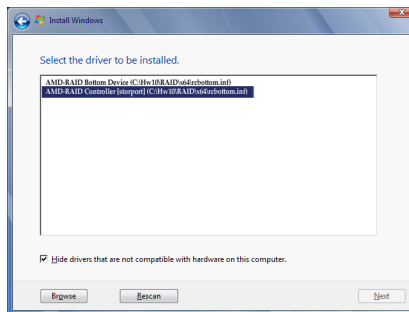 Install Windows
Select the driver to be installed.
AMD-RAID Bottom Device (C:\Hw10\RAID\x64\rcbottom.inf)
AMD-RAID Controller [storport] (C:\Hw10\RAID\x64\rcbottom.inf)
Hide drivers that are not compatible with hardware on this computer.
Browse Rescan Next